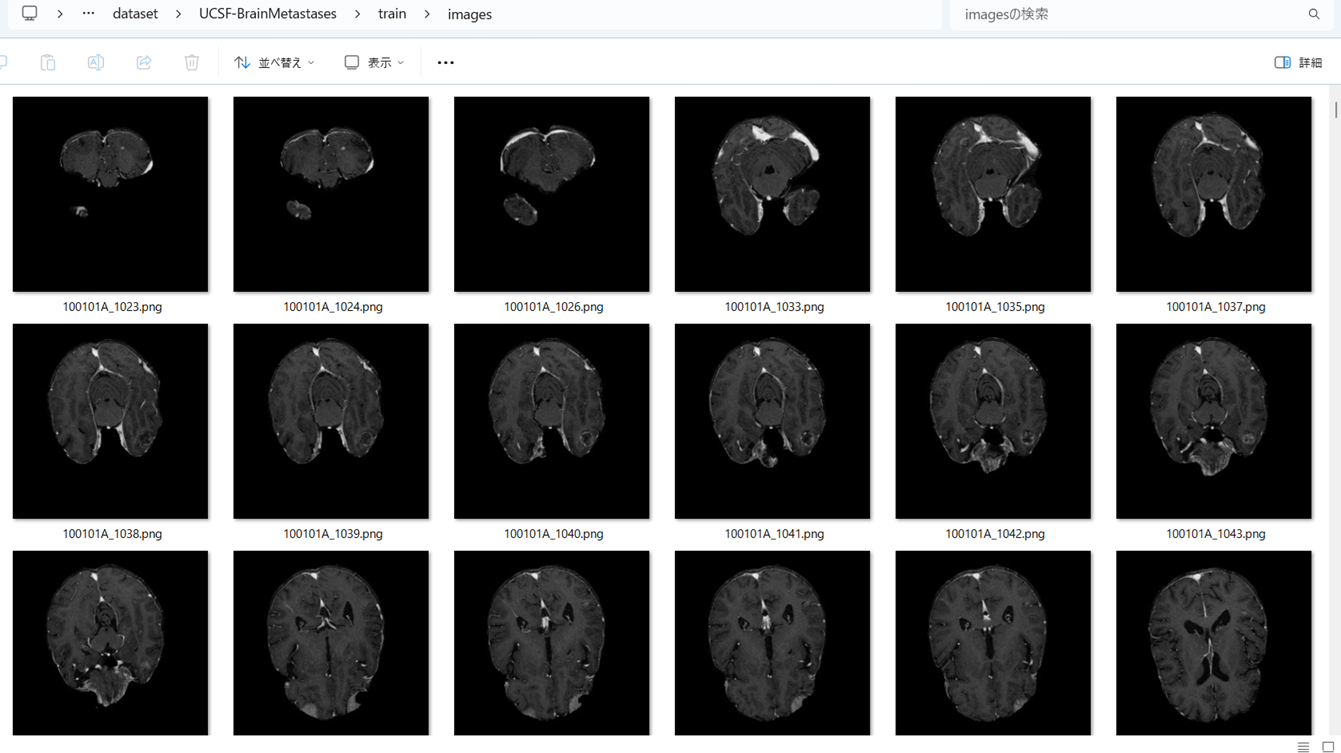 … dataset > UCSF-BrainMetastases > train > images
imagesの検索
並べ替え
表示
詳細
100101A_1023.png
100101A_1024.png
100101A_1026.png
100101A_1033.png
100101A_1035.png
100101A_1037.png
100101A_1038.png
100101A_1039.png
100101A_1040.png
100101A_1041.png
100101A_1042.png
100101A_1043.png